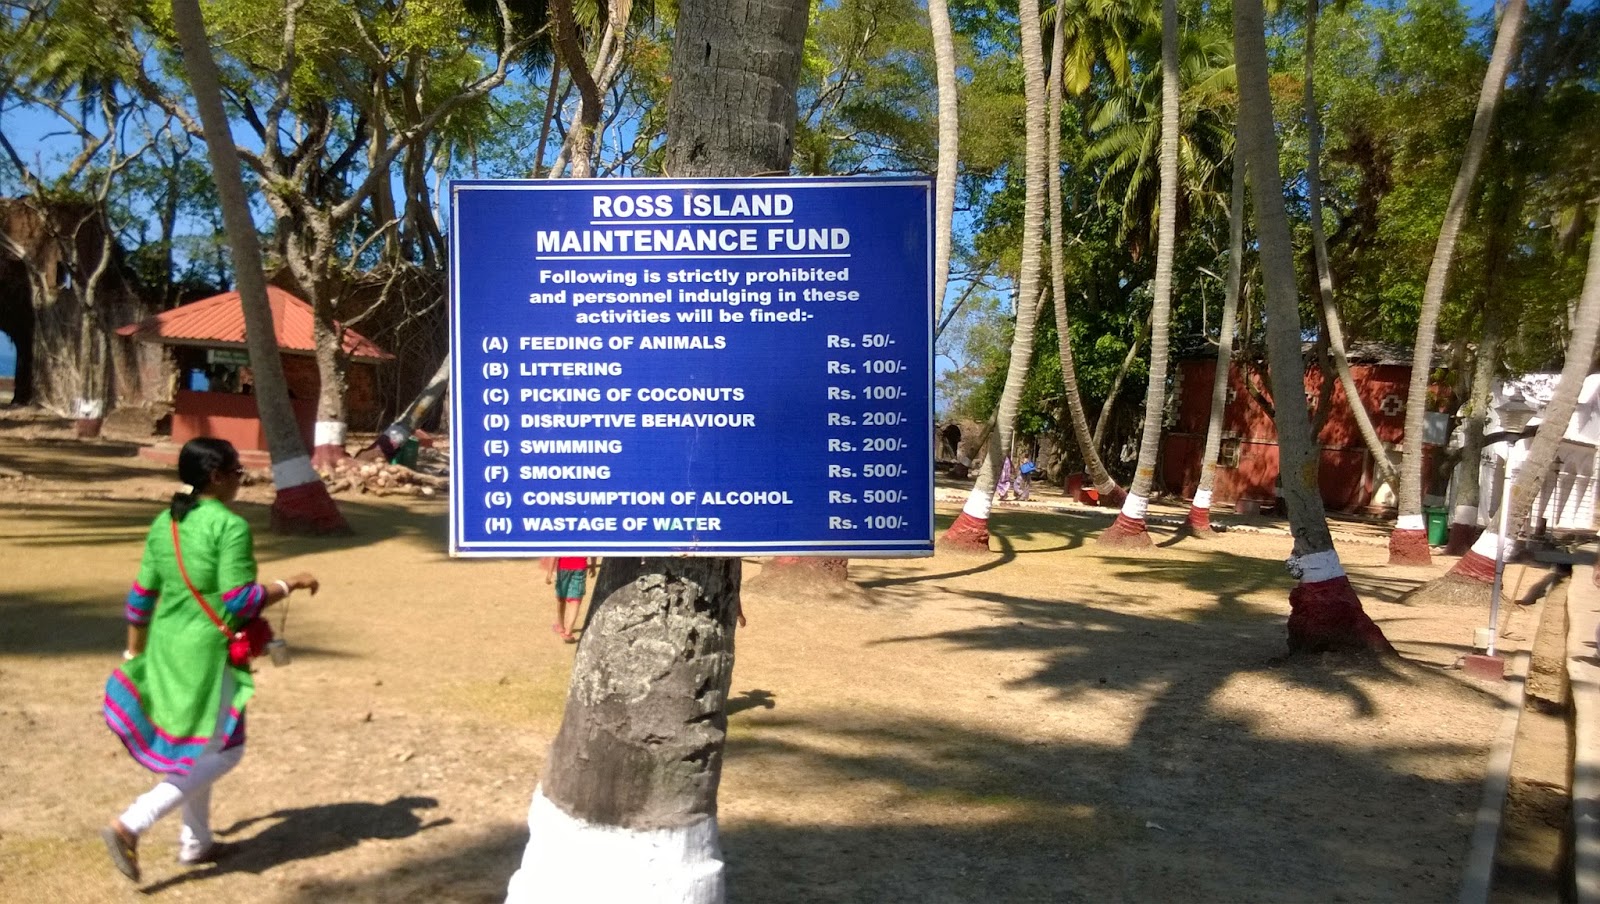 ROSS ISLAND
MAINTENANCE FUND
Following is strictly prohibited
and personnel indulging in these
activities will be fined:-
(A) FEEDING OF ANIMALS Rs. 50/-
(B) LITTERING Rs. 100/-
(C) PICKING OF COCONUTS Rs. 100/-
(D) DISRUPTIVE BEHAVIOUR Rs. 200/-
(E) SWIMMING Rs. 200/-
(F) SMOKING Rs. 500/-
(G) CONSUMPTION OF ALCOHOL Rs. 500/-
(H) WASTAGE OF WATER Rs. 100/-